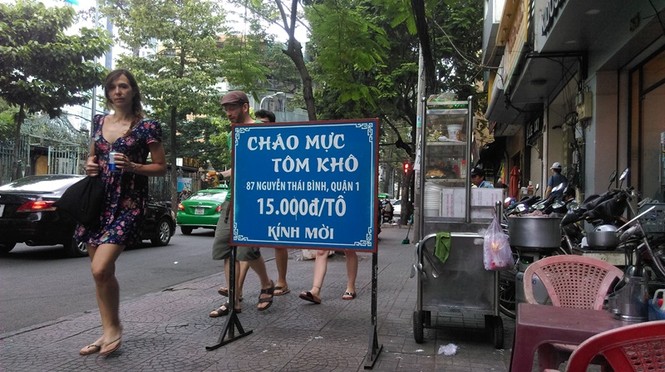 CHÁO MỰC
TÔM KHÔ
87 NGUYỄN THÁI BÌNH, QUẬN 1
15.000đ/TÔ
KÍNH MỜI